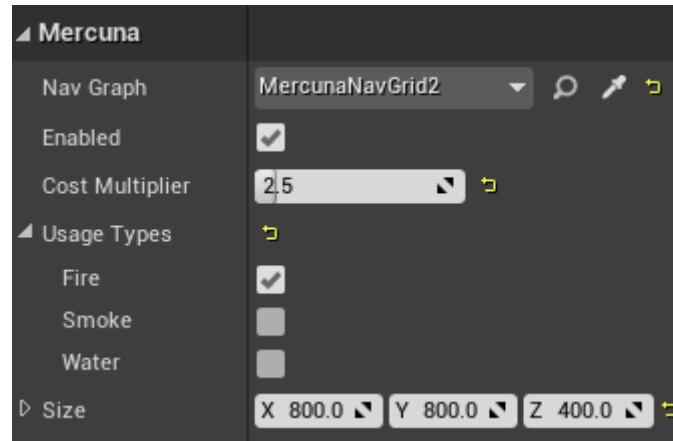 Mercuna
Nav Graph MercunaNavGrid2
Enabled
Cost Multiplier 2.5
Usage Types
Fire
Smoke
Water
Size X 800.0 Y 800.0 Z 400.0